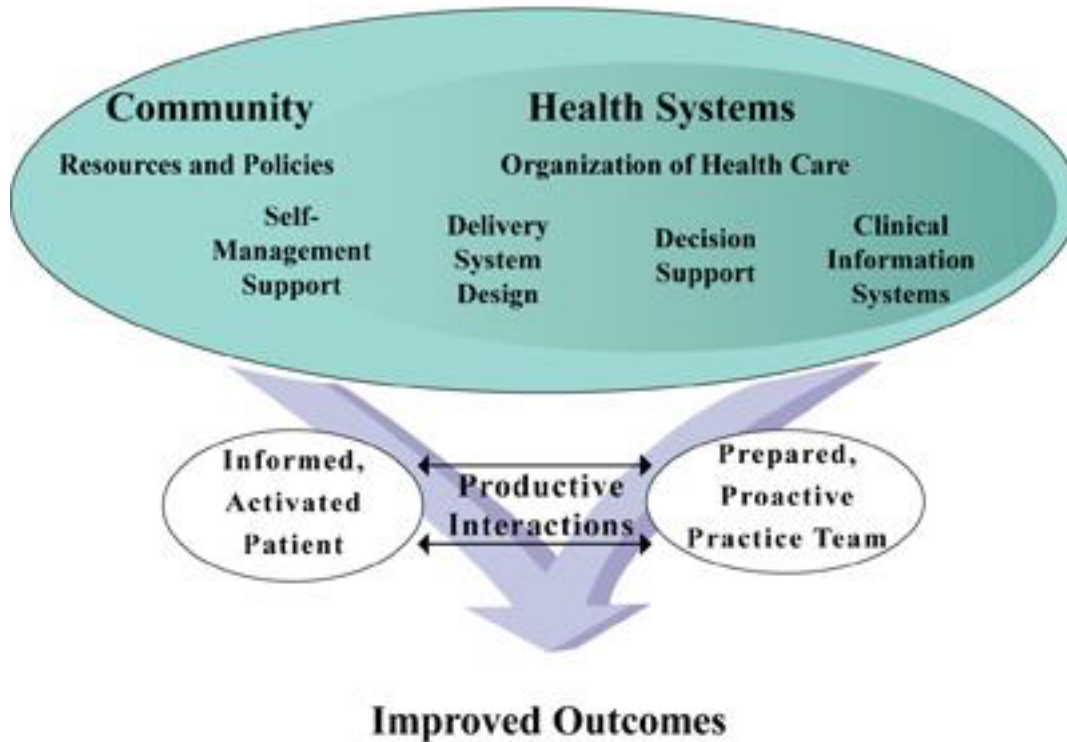 Community
Health Systems
Resources and Policies
Organization of Health Care
Self-
Management
Support
Delivery
System
Design
Decision
Support
Clinical
Information
Systems
Informed,
Activated
Patient
Productive
Interactions
Prepared,
Proactive
Practice Team
Improved Outcomes